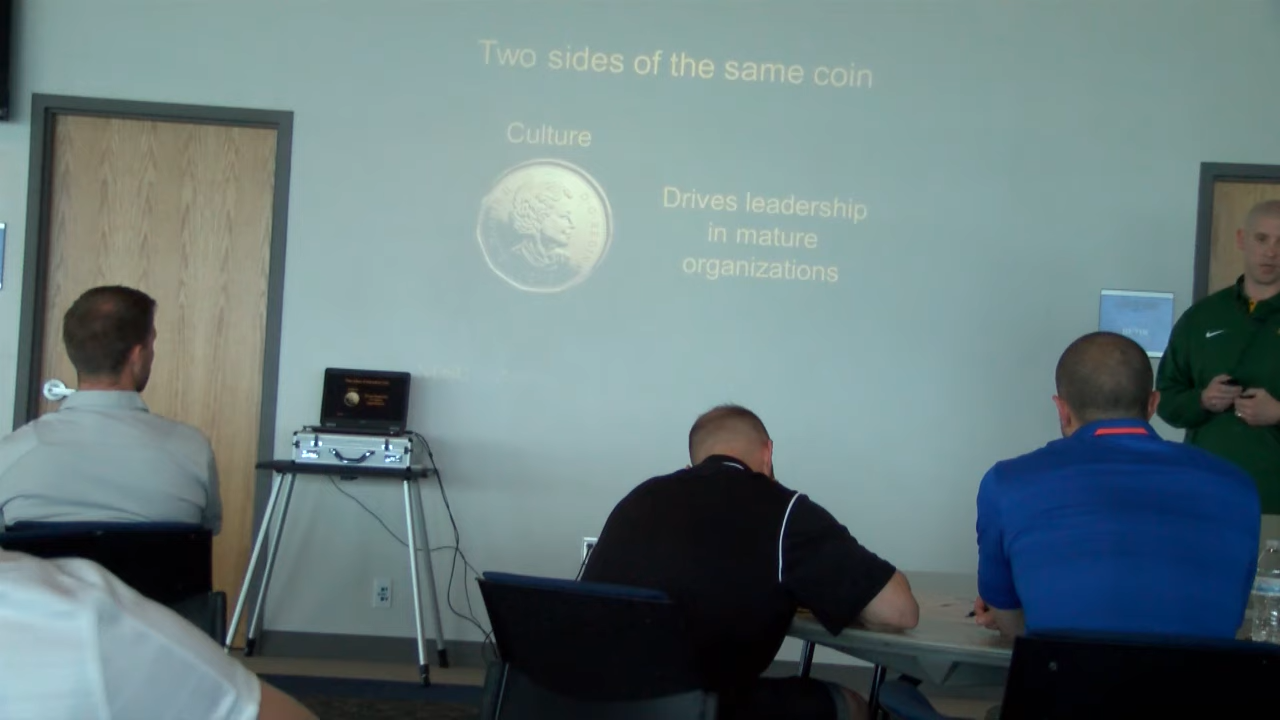 Two sides of the same coin
Culture
Drives leadership
in mature
organizations